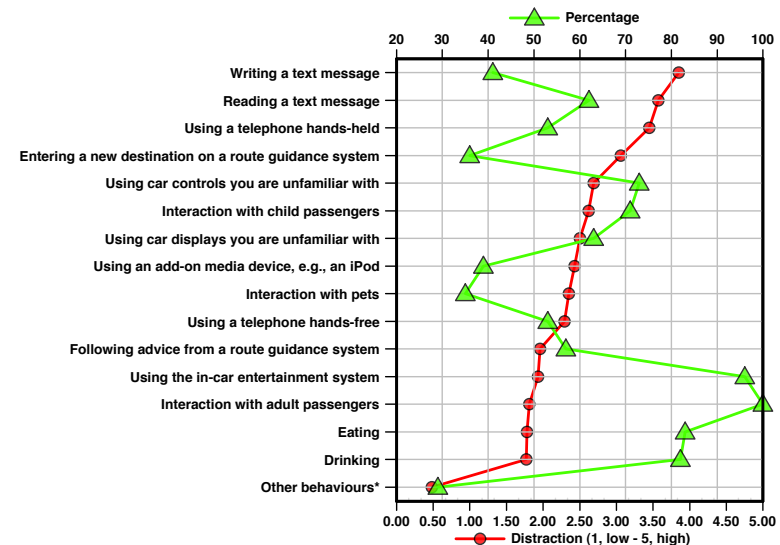 Percentage
20 30 40 50 60 70 80 90 100
Writing a text message
Reading a text message
Using a telephone hands-held
Entering a new destination on a route guidance system
Using car controls you are unfamiliar with
Interaction with child passengers
Using car displays you are unfamiliar with
Using an add-on media device, e.g., an iPod
Interaction with pets
Using a telephone hands-free
Following advice from a route guidance system
Using the in-car entertainment system
Interaction with adult passengers
Eating
Drinking
Other behaviours*
0.00 0.50 1.00 1.50 2.00 2.50 3.00 3.50 4.00 4.50 5.00
Distraction (1, low - 5, high)